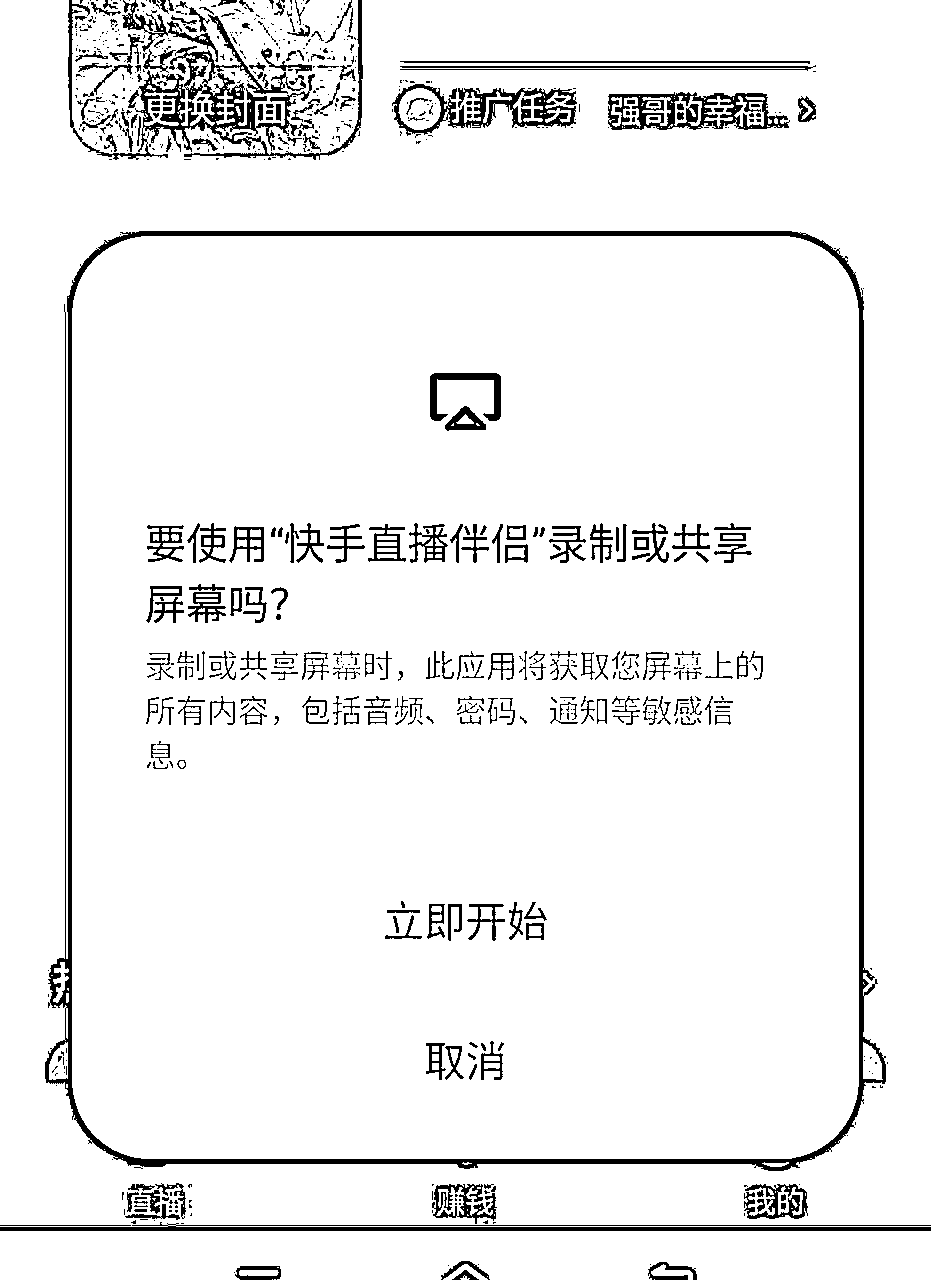 更换封面
推广任务 强哥的幸福...
要使用“快手直播伴侣”录制或共享
屏幕吗?
录制或共享屏幕时，此应用将获取您屏幕上的
所有内容，包括音频、密码、通知等敏感信
息。
立即开始
取消
直播 赚钱 我的